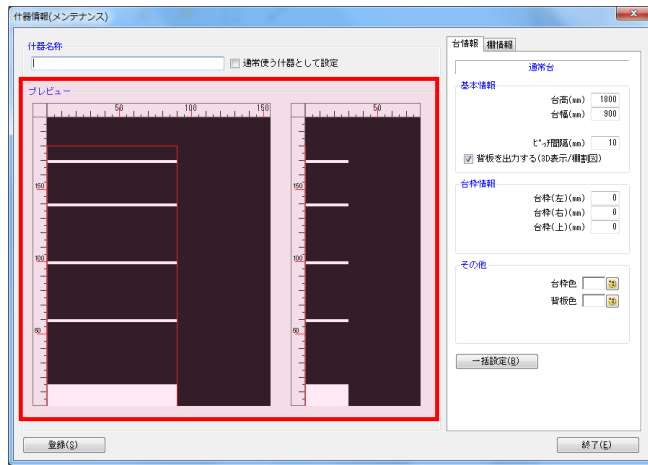 什器情報(メンテナンス)
什器名称
通常使う什器として設定
プレビュー
50 100 150
50
150
100
50
150
100
50
台情報 棚情報
通常台
基本情報
台高(mm) 1800
台幅(mm) 900
ﾋﾟｯﾁ間隔(mm) 10
背板を出力する(3D表示/棚割図)
台枠情報
台枠(左)(mm) 0
台枠(右)(mm) 0
台枠(上)(mm) 0
その他
台枠色
背板色
一括設定(B)
登録(S)
終了(E)